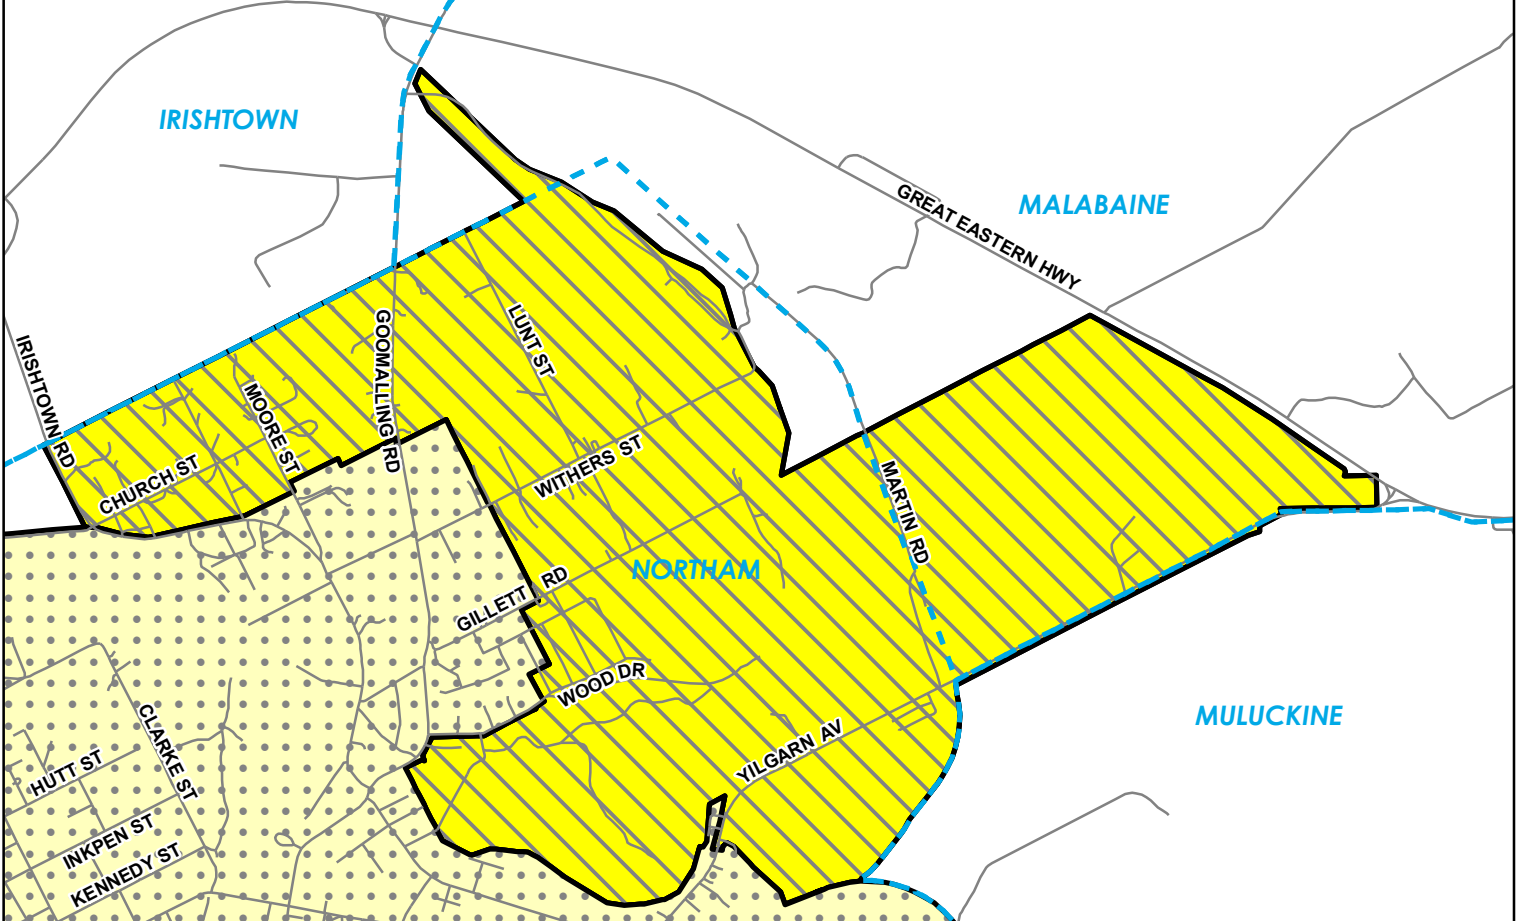 IRISHTOWN
MALABAINE
GREAT EASTERN HWY
IRISHTOWN RD
GOOMALLING RD
LUNT ST
MOORE ST
CHURCH ST
WITHERS ST
MARTIN RD
NORTHAM
GILLETT RD
WOOD DR
CLARKE ST
YILGARN AV
MULUCKINE
HUTT ST
INKPEN ST
KENNEDY ST